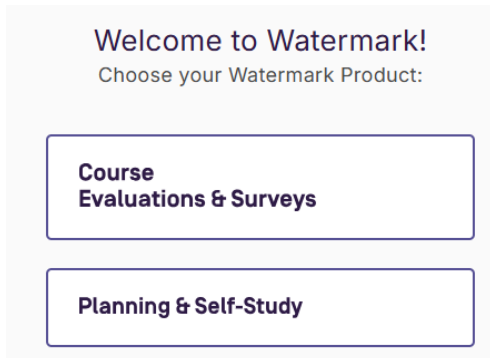 Welcome to Watermark!
Choose your Watermark Product:
Course
Evaluations & Surveys
Planning & Self-Study